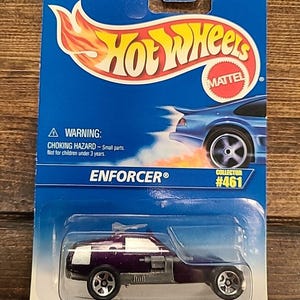 Hot Wheels
MATTEL
⚠ WARNING:
CHOKING HAZARD - Small parts.
Not for children under 3 years.
ENFORCER®
COLLECTOR
#461